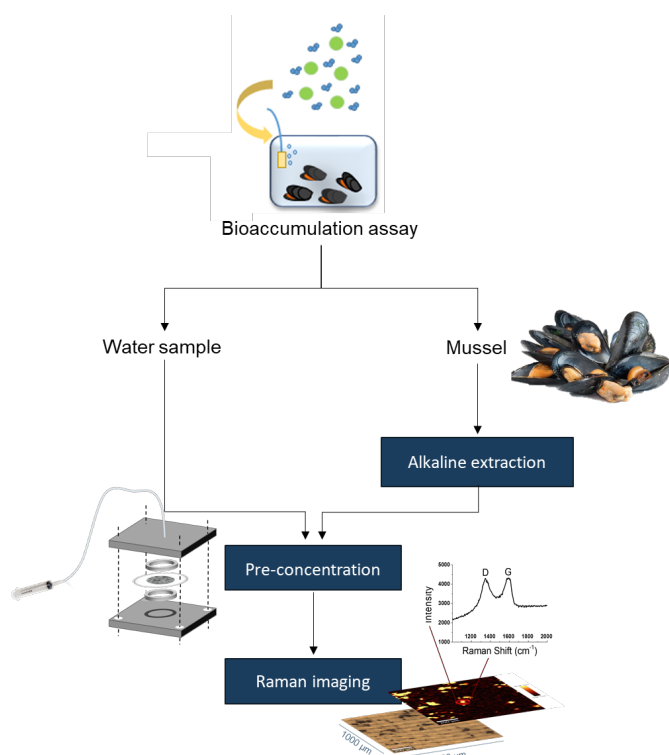 Bioaccumulation assay
Water sample
Mussel
Alkaline extraction
Pre-concentration
Raman imaging
D G
5000
4000
3000
2000
Intensity
1200 1400 1600 1800 2000
Raman Shift (cm⁻¹)
1000 µm